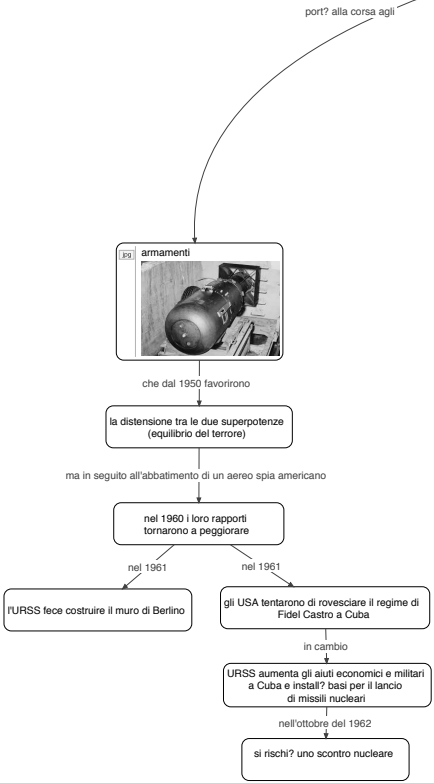 port? alla corsa agli
jpg
armamenti
che dal 1950 favorirono
la distensione tra le due superpotenze
(equilibrio del terrore)
ma in seguito all'abbatimento di un aereo spia americano
nel 1960 i loro rapporti
tornarono a peggiorare
nel 1961
nel 1961
l'URSS fece costruire il muro di Berlino
gli USA tentarono di rovesciare il regime di
Fidel Castro a Cuba
in cambio
URSS aumenta gli aiuti economici e militari
a Cuba e install? basi per il lancio
di missili nucleari
nell'ottobre del 1962
si rischi? uno scontro nucleare